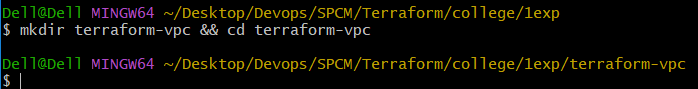 Dell@Dell MINGW64 ~/Desktop/Devops/SPCM/Terraform/college/1exp
$ mkdir terraform-vpc && cd terraform-vpc
Dell@Dell MINGW64 ~/Desktop/Devops/SPCM/Terraform/college/1exp/terraform-vpc
$